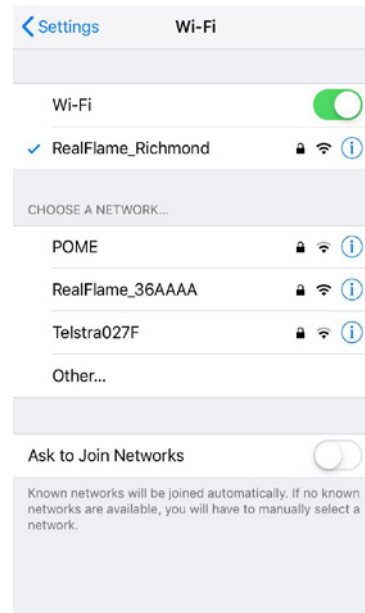 Settings Wi-Fi
Wi-Fi
RealFlame_Richmond
CHOOSE A NETWORK...
POME
RealFlame_36AAAA
Telstra027F
Other...
Ask to Join Networks
Known networks will be joined automatically. If no known
networks are available, you will have to manually select a
network.